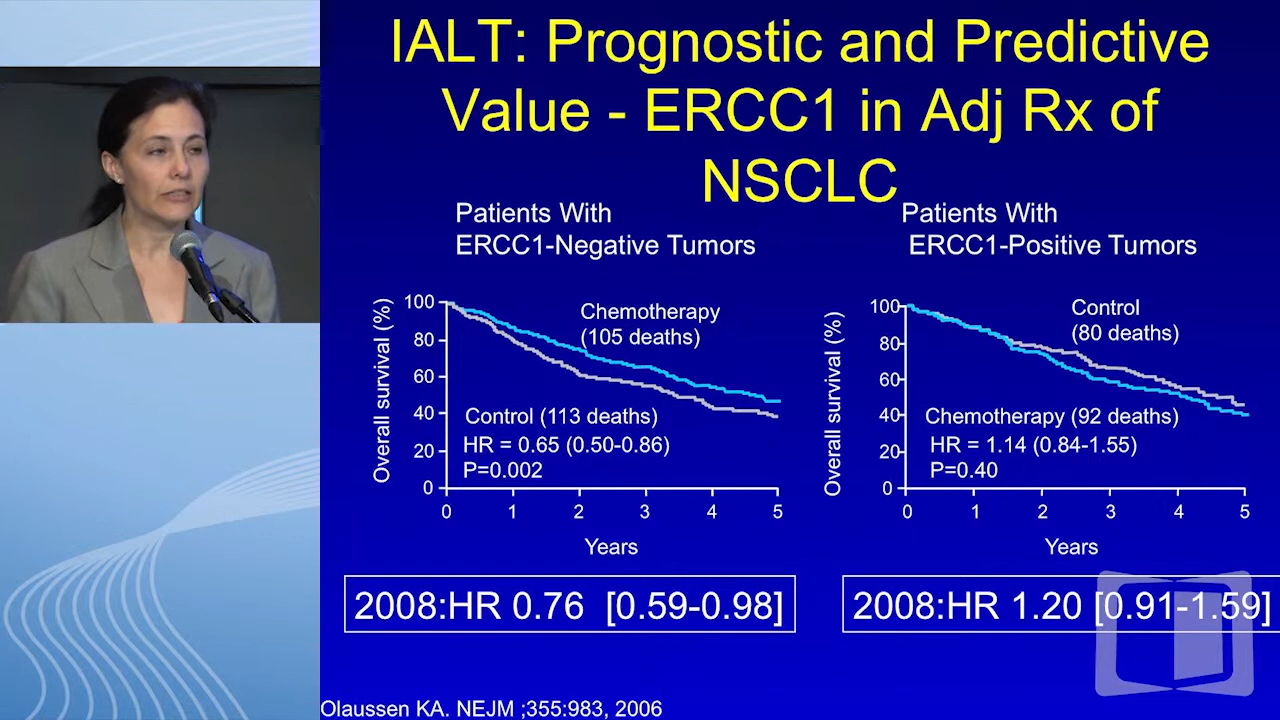 IALT: Prognostic and Predictive
Value - ERCC1 in Adj Rx of
NSCLC
Patients With
ERCC1-Negative Tumors
Overall survival (%)
100
80
60
40
20
0
Chemotherapy
(105 deaths)
Control (113 deaths)
HR = 0.65 (0.50-0.86)
P=0.002
0 1 2 3 4 5
Years
2008:HR 0.76 [0.59-0.98]
Patients With
ERCC1-Positive Tumors
Overall survival (%)
100
80
60
40
20
0
Control
(80 deaths)
Chemotherapy (92 deaths)
HR = 1.14 (0.84-1.55)
P=0.40
0 1 2 3 4 5
Years
2008:HR 1.20 [0.91-1.59]
Olaussen KA. NEJM ;355:983, 2006